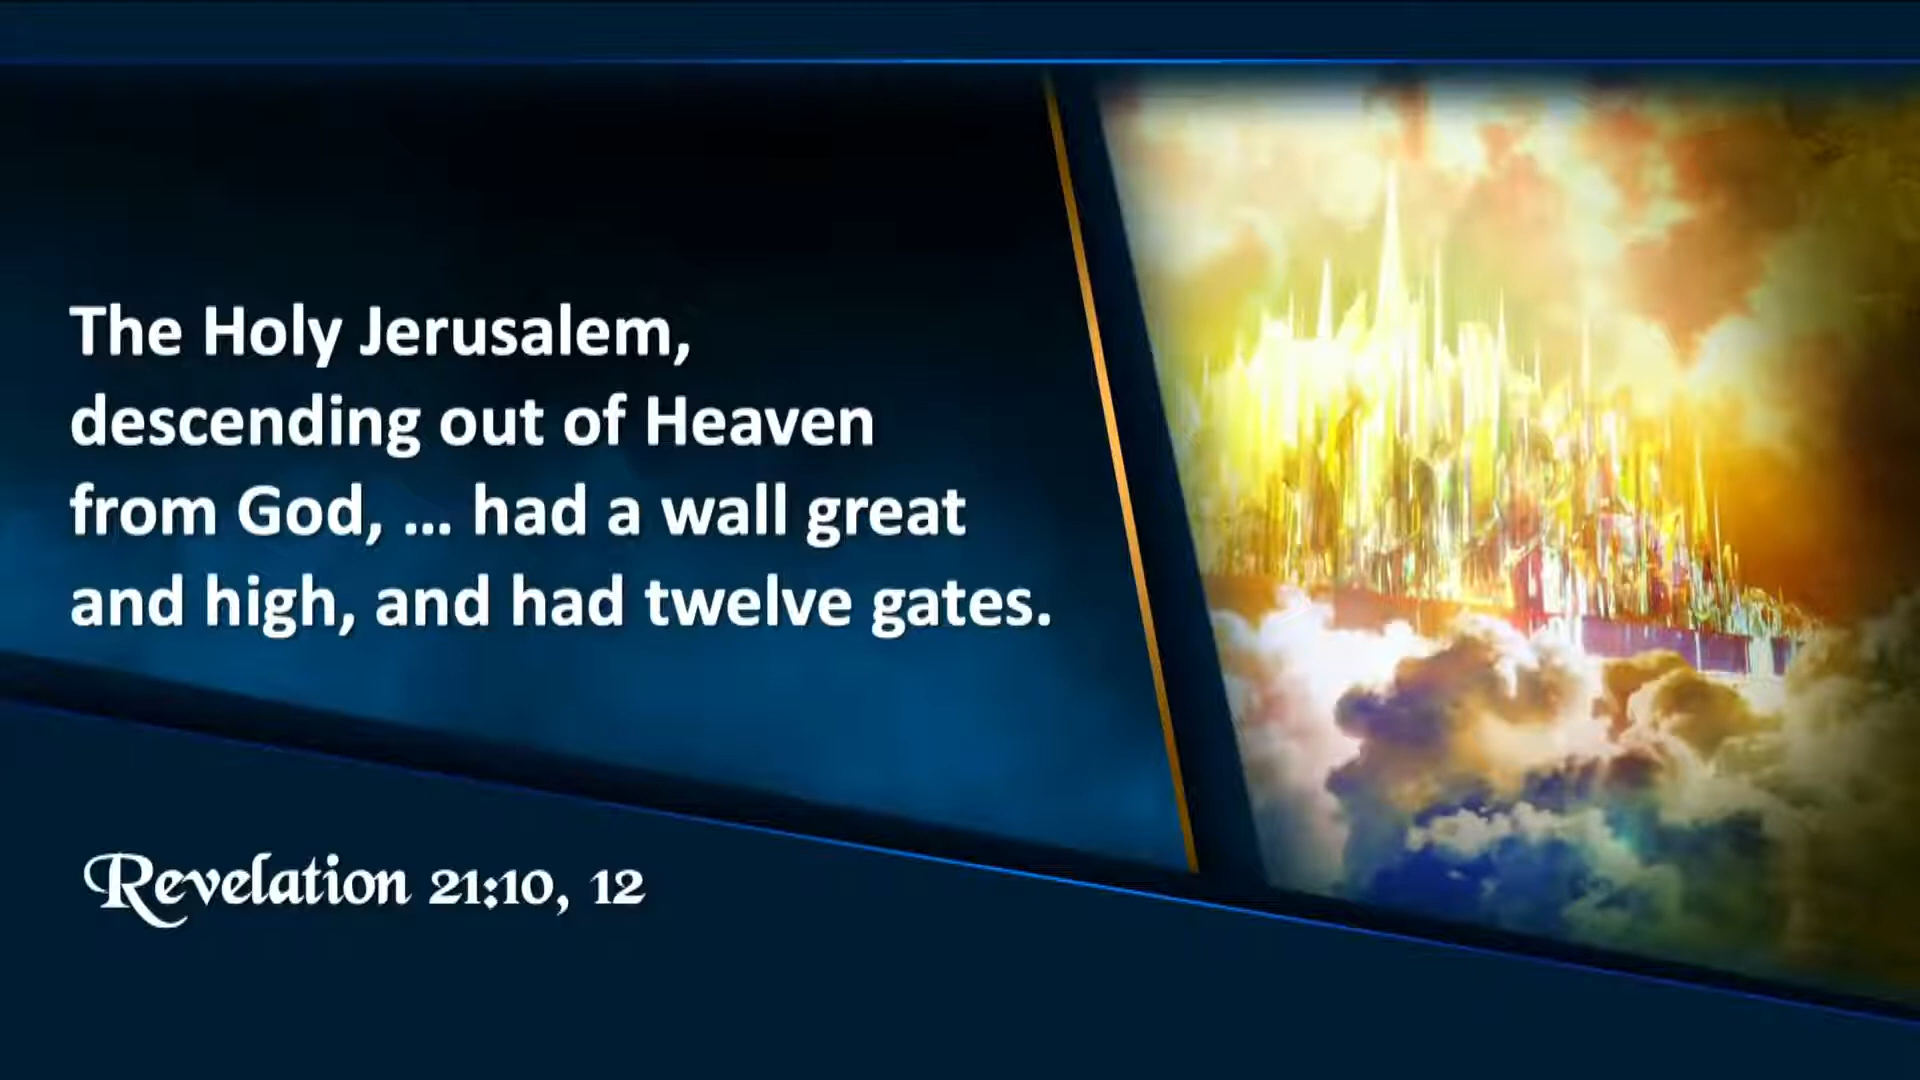 The Holy Jerusalem,
descending out of Heaven
from God, ... had a wall great
and high, and had twelve gates.
Revelation 21:10, 12